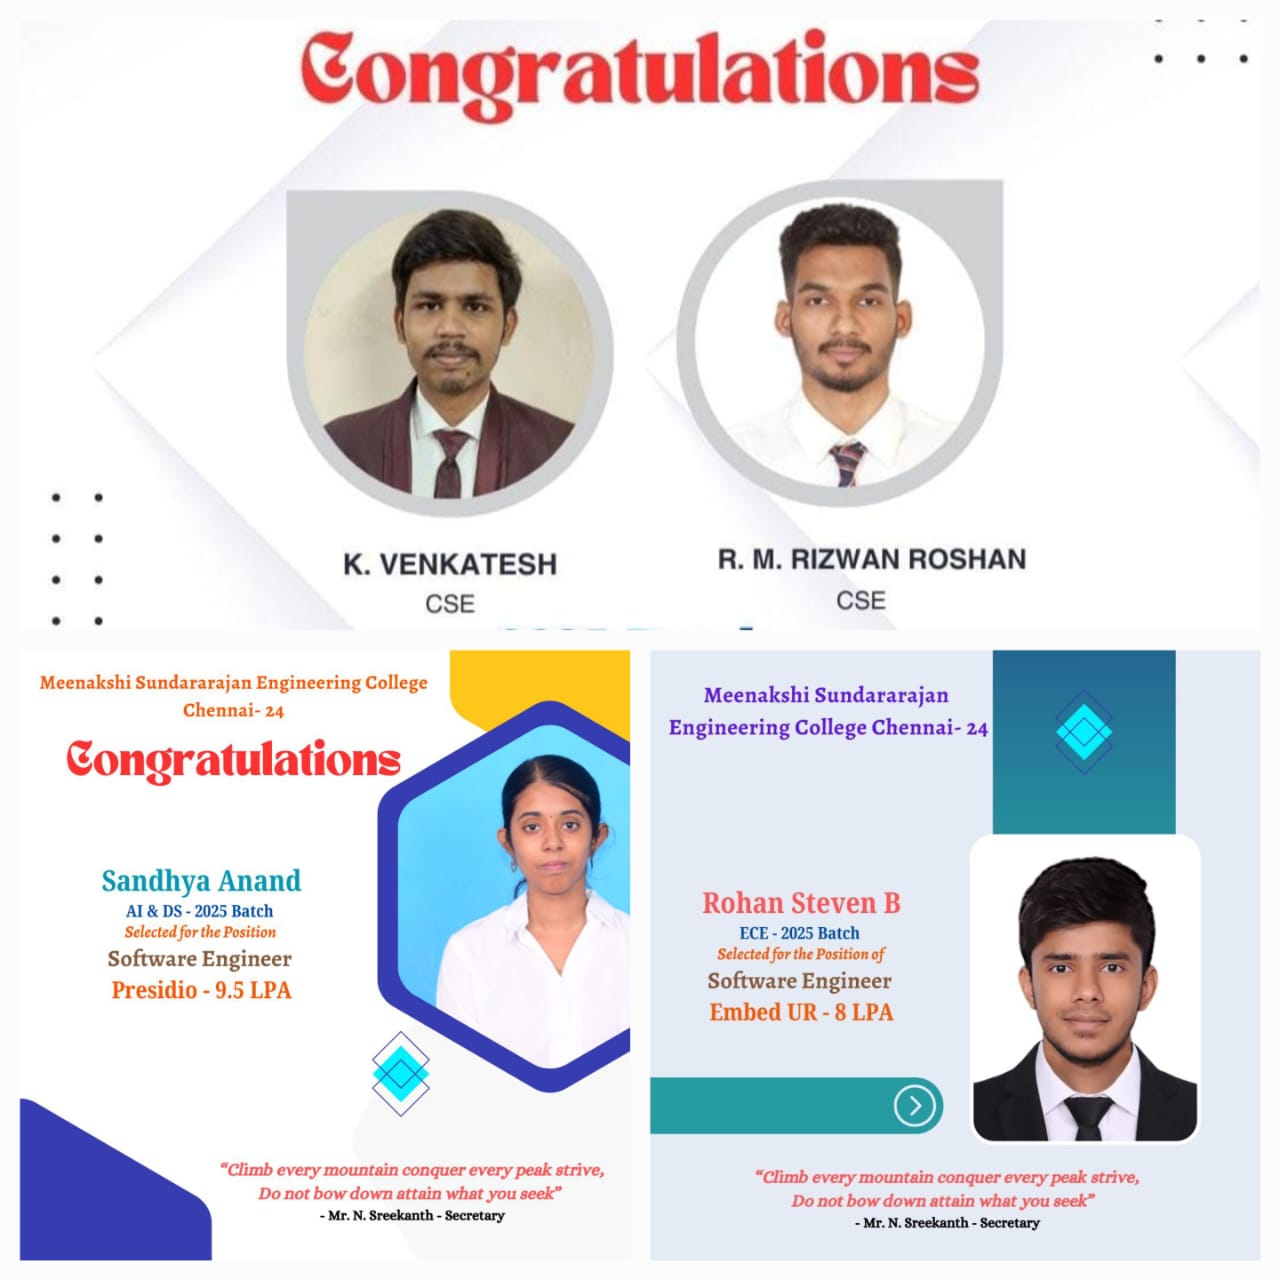 Congratulations
K. VENKATESH
CSE
R. M. RIZWAN ROSHAN
CSE
Meenakshi Sundararajan Engineering College
Chennai- 24
Congratulations
Sandhya Anand
AI & DS - 2025 Batch
Selected for the Position
Software Engineer
Presidio - 9.5 LPA
“Climb every mountain conquer every peak strive,
Do not bow down attain what you seek”
- Mr. N. Sreekanth - Secretary
Meenakshi Sundararajan
Engineering College Chennai- 24
Rohan Steven B
ECE - 2025 Batch
Selected for the Position of
Software Engineer
Embed UR - 8 LPA
“Climb every mountain conquer every peak strive,
Do not bow down attain what you seek”
- Mr. N. Sreekanth - Secretary